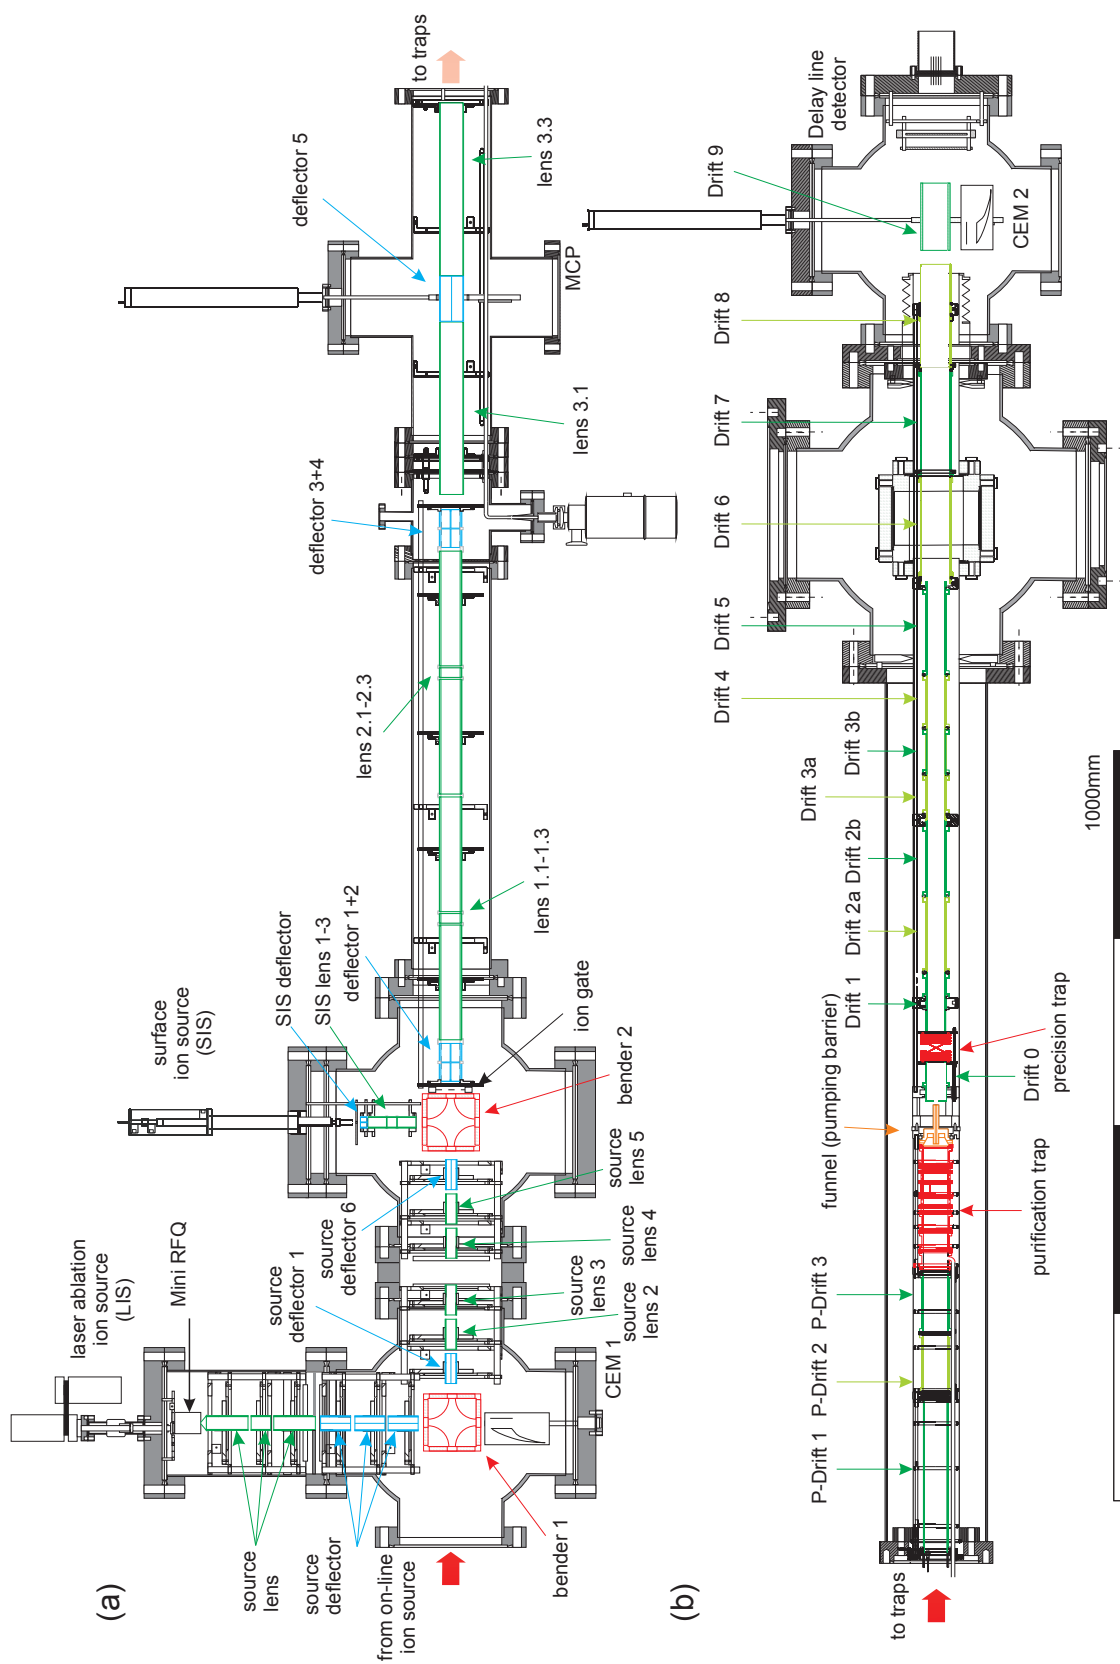 (a)
laser ablation
ion source (LIS)
Mini RFQ
source
lens
source
deflector
from on-line
ion source
bender 1
CEM 1
source
deflector 1
source
lens 2
source
lens 3
source
deflector 6
source
lens 4
source
lens 5
surface
ion source
(SIS)
SIS deflector
SIS lens 1-3
deflector 1+2
bender 2
ion gate
lens 1.1-1.3
lens 2.1-2.3
deflector 3+4
lens 3.1
deflector 5
MCP
lens 3.3
to traps
(b)
to traps
P-Drift 1
P-Drift 2
P-Drift 3
purification trap
funnel (pumping barrier)
Drift 0
precision trap
Drift 1
Drift 2a
Drift 2b
Drift 3a
Drift 3b
Drift 4
Drift 5
Drift 6
Drift 7
Drift 8
Drift 9
CEM 2
Delay line
detector
1000mm